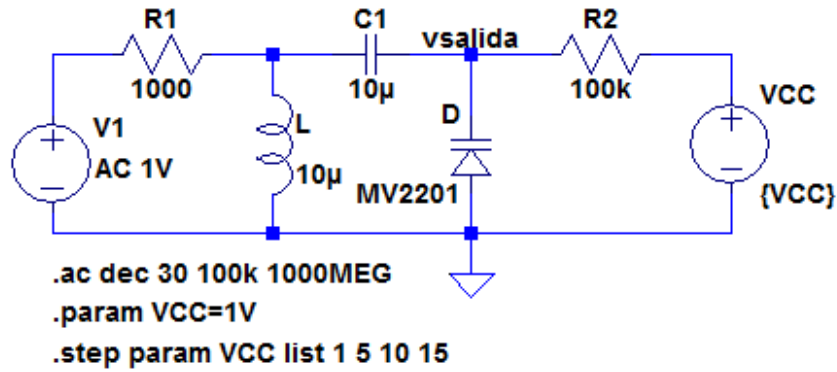 R1
C1
vsalida
R2
1000
10µ
100k
VCC
V1
L
D
AC 1V
10µ
MV2201
{VCC}
+
−
+
−
.ac dec 30 100k 1000MEG
.param VCC=1V
.step param VCC list 1 5 10 15